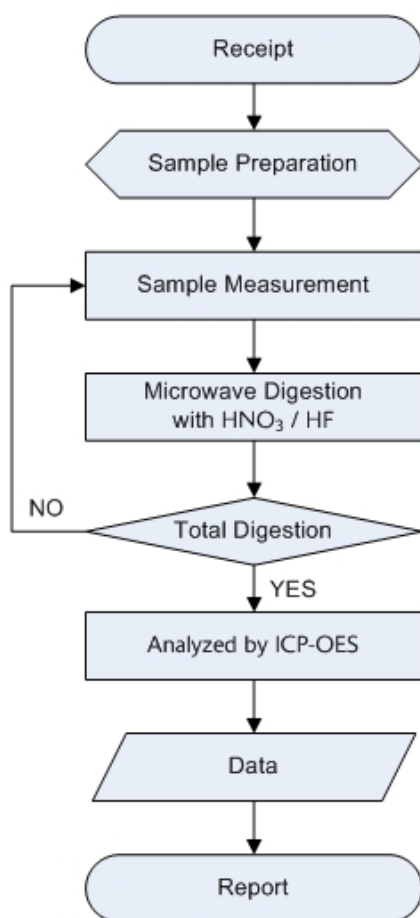 Receipt
Sample Preparation
Sample Measurement
Microwave Digestion
with HNO₃ / HF
Total Digestion
NO
YES
Analyzed by ICP-OES
Data
Report